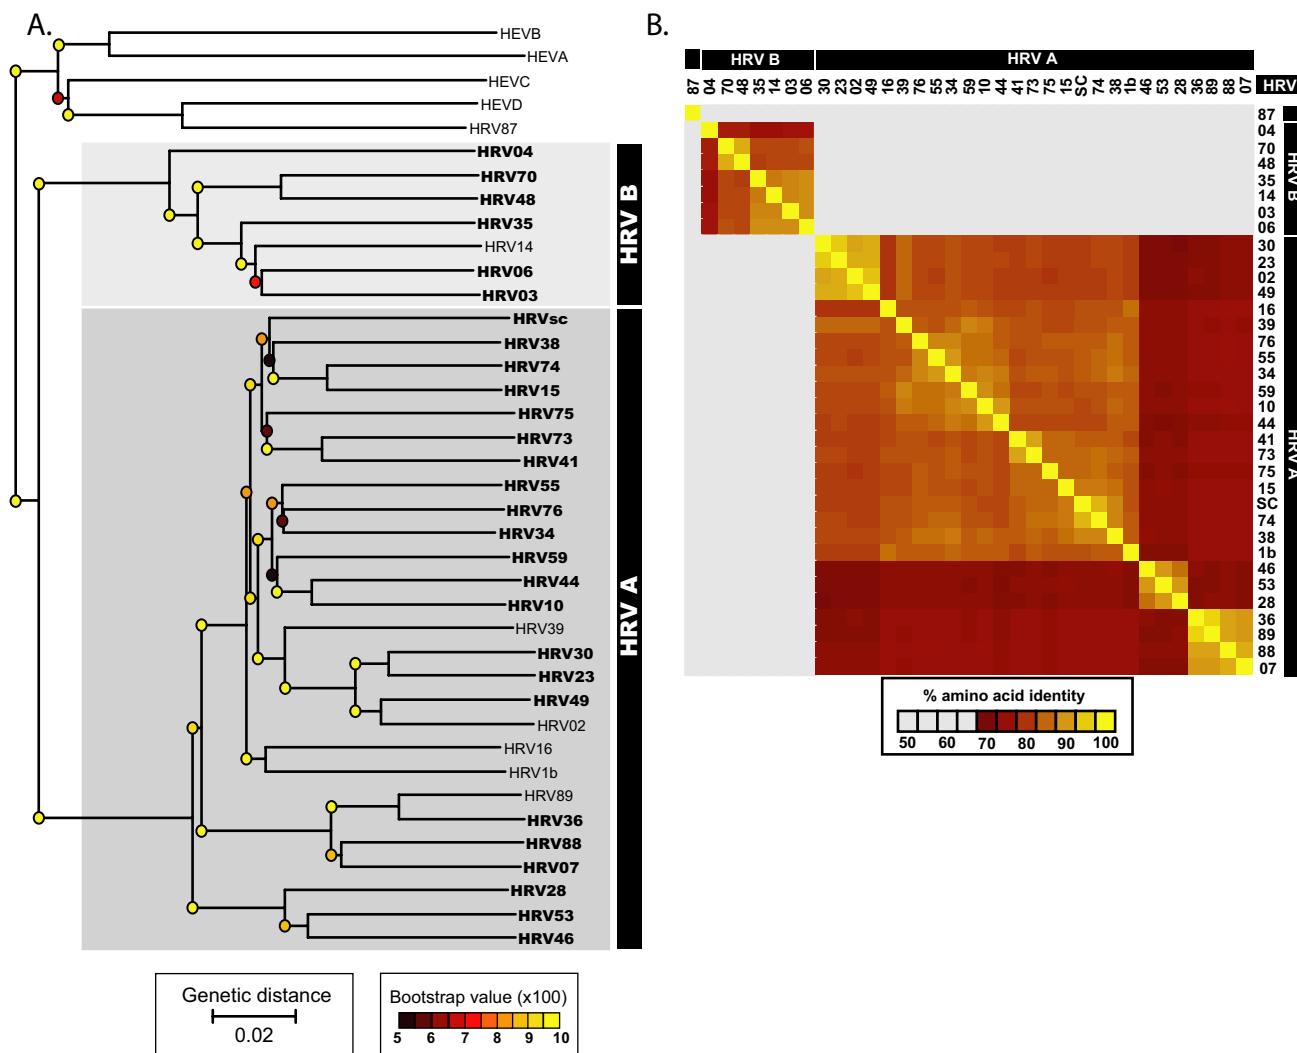 A.
HEVB
HEVA
HEVC
HEVD
HRV87
HRV04
HRV70
HRV48
HRV35
HRV14
HRV06
HRV03
HRV B
HRVsc
HRV38
HRV74
HRV15
HRV75
HRV73
HRV41
HRV55
HRV76
HRV34
HRV59
HRV44
HRV10
HRV39
HRV30
HRV23
HRV49
HRV02
HRV16
HRV1b
HRV89
HRV36
HRV88
HRV07
HRV28
HRV53
HRV46
HRV A
Genetic distance
0.02
Bootstrap value (x100)
5 6 7 8 9 10
B.
HRV B HRV A
87 04 70 48 35 14 03 06 30 23 02 49 16 39 76 55 34 59 10 44 41 73 75 15 SC 74 38 1b 46 53 28 36 89 88 07 HRV
87
04
70
48
35
14
03
06
HRV B
30
23
02
49
16
39
76
55
34
59
10
44
41
73
75
15
SC
74
38
1b
46
53
28
36
89
88
07
HRV A
% amino acid identity
50 60 70 80 90 100